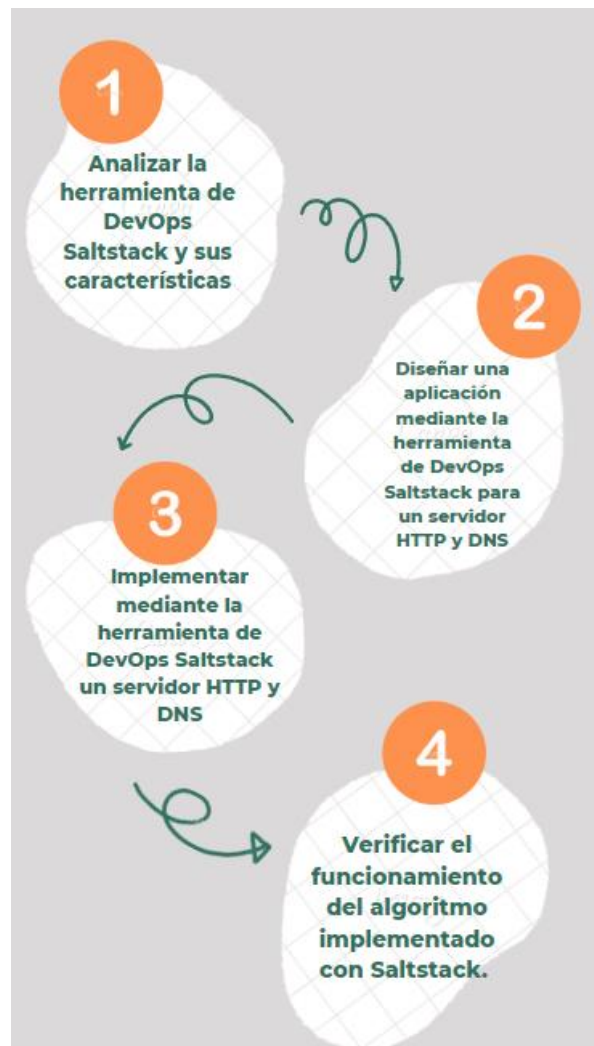 1
Analizar la
herramienta de
DevOps
Saltstack y sus
características
2
Diseñar una
aplicación
mediante la
herramienta
de DevOps
Saltstack para
un servidor
HTTP y DNS
3
Implementar
mediante la
herramienta de
DevOps Saltstack
un servidor HTTP y
DNS
4
Verificar el
funcionamiento
del algoritmo
implementado
con Saltstack.